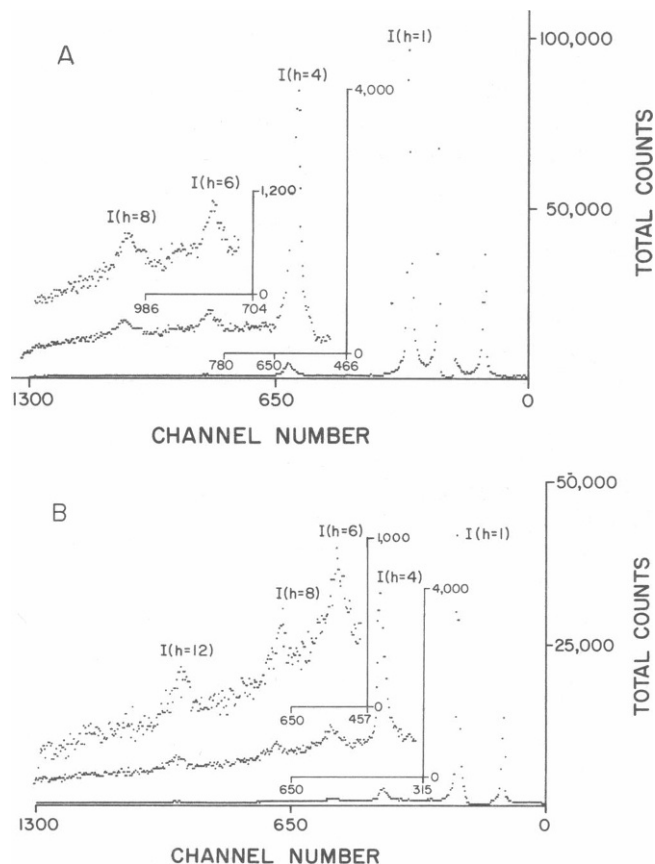 A
I(h=1)
100,000
I(h=4)
4,000
I(h=6)
1,200
I(h=8)
50,000
TOTAL COUNTS
986
704
0
780
650
466
0
1300
650
0
CHANNEL NUMBER
B
50,000
I(h=6)
1,000
I(h=1)
I(h=8)
I(h=4)
4,000
I(h=12)
25,000
TOTAL COUNTS
650
457
0
650
315
0
1300
650
0
CHANNEL NUMBER